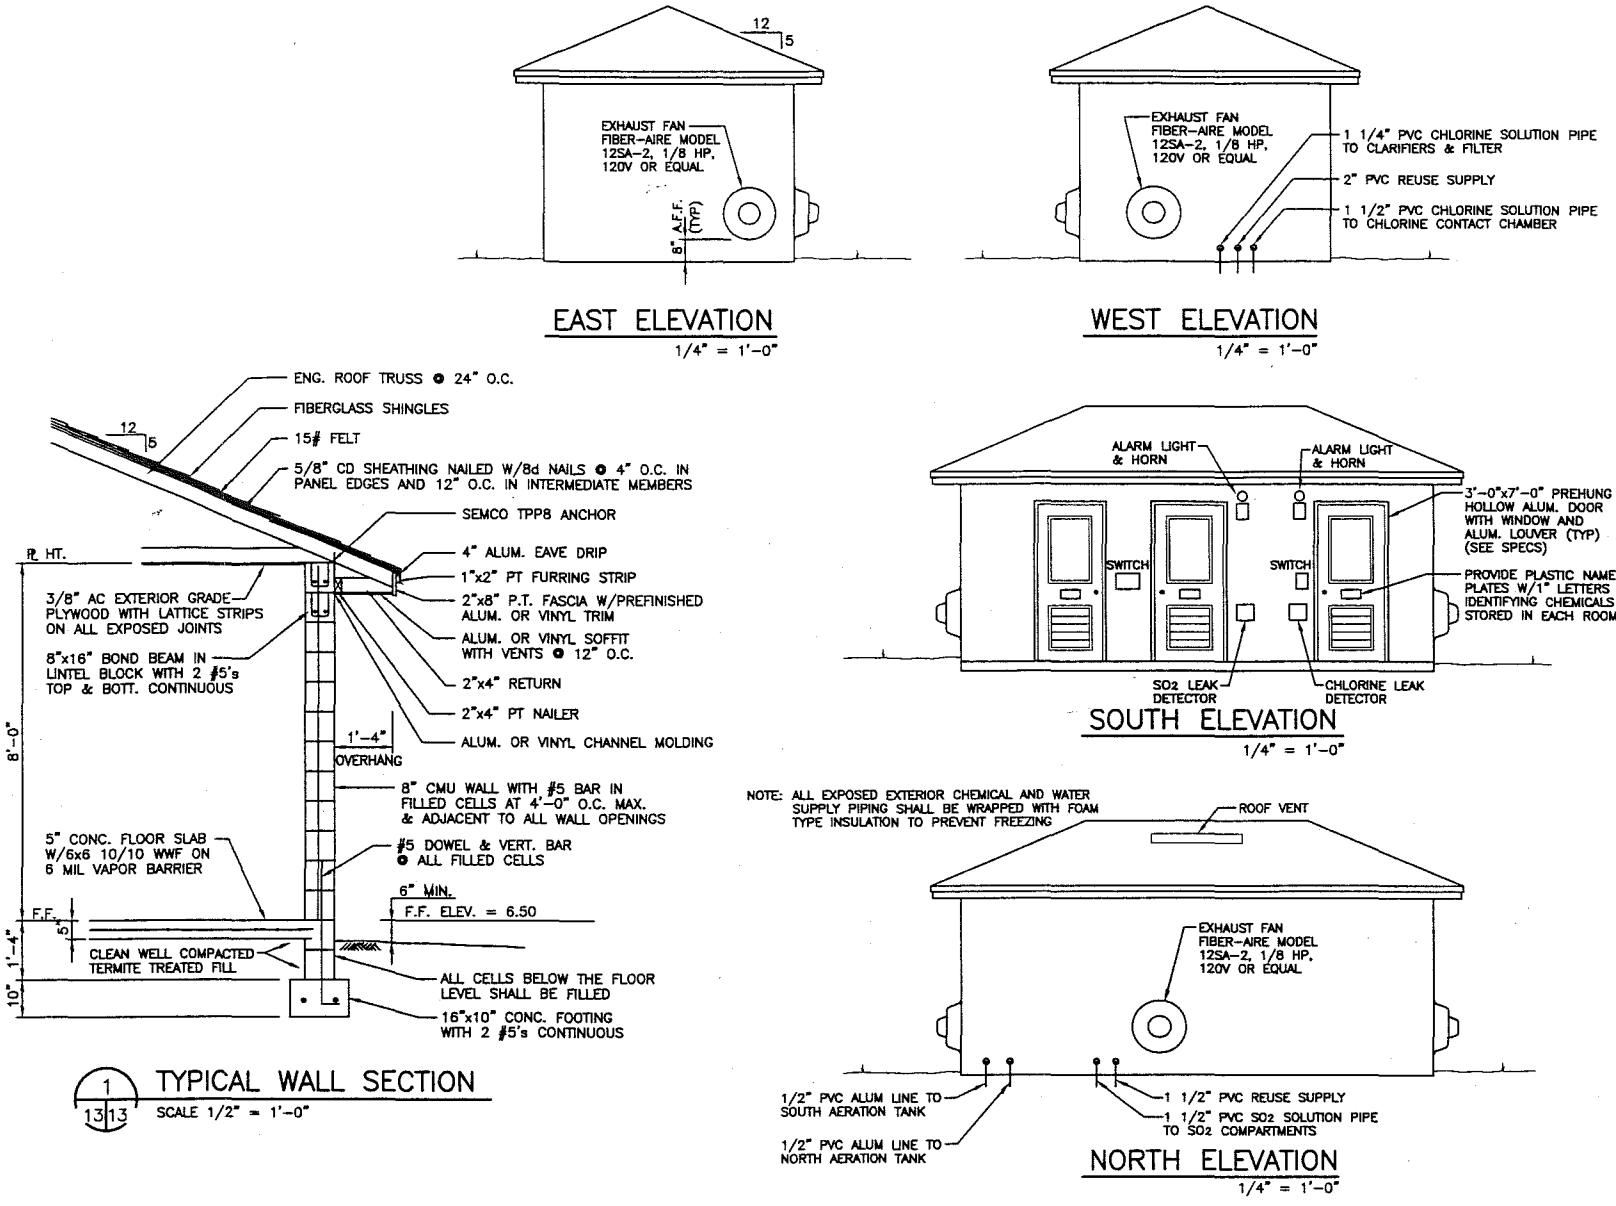 12
5
EXHAUST FAN
FIBER-AIRE MODEL
12SA-2, 1/8 HP,
120V OR EQUAL
8" A.F.F.
(TYP)
EAST ELEVATION
1/4" = 1'-0"
EXHAUST FAN
FIBER-AIRE MODEL
12SA-2, 1/8 HP,
120V OR EQUAL
1 1/4" PVC CHLORINE SOLUTION PIPE
TO CLARIFIERS & FILTER
2" PVC REUSE SUPPLY
1 1/2" PVC CHLORINE SOLUTION PIPE
TO CHLORINE CONTACT CHAMBER
WEST ELEVATION
1/4" = 1'-0"
ENG. ROOF TRUSS @ 24" O.C.
FIBERGLASS SHINGLES
12
5
15# FELT
5/8" CD SHEATHING NAILED W/8d NAILS @ 4" O.C. IN
PANEL EDGES AND 12" O.C. IN INTERMEDIATE MEMBERS
SEMCO TPP8 ANCHOR
PL HT.
4" ALUM. EAVE DRIP
1"x2" PT FURRING STRIP
3/8" AC EXTERIOR GRADE
PLYWOOD WITH LATTICE STRIPS
ON ALL EXPOSED JOINTS
2"x8" P.T. FASCIA W/PREFINISHED
ALUM. OR VINYL TRIM
ALUM. OR VINYL SOFFIT
WITH VENTS @ 12" O.C.
8"x16" BOND BEAM IN
LINTEL BLOCK WITH 2 #5's
TOP & BOTT. CONTINUOUS
2"x4" RETURN
2"x4" PT NAILER
ALUM. OR VINYL CHANNEL MOLDING
1'-4"
OVERHANG
8'-0"
8" CMU WALL WITH #5 BAR IN
FILLED CELLS AT 4'-0" O.C. MAX.
& ADJACENT TO ALL WALL OPENINGS
5" CONC. FLOOR SLAB
W/6x6 10/10 WWF ON
6 MIL VAPOR BARRIER
#5 DOWEL & VERT. BAR
@ ALL FILLED CELLS
6" MIN.
F.F.
F.F. ELEV. = 6.50
5"
1'-4"
10"
CLEAN WELL COMPACTED
TERMITE TREATED FILL
ALL CELLS BELOW THE FLOOR
LEVEL SHALL BE FILLED
16"x10" CONC. FOOTING
WITH 2 #5's CONTINUOUS
1
13 13
TYPICAL WALL SECTION
SCALE 1/2" = 1'-0"
ALARM LIGHT
& HORN
ALARM LIGHT
& HORN
3'-0"x7'-0" PREHUNG
HOLLOW ALUM. DOOR
WITH WINDOW AND
ALUM. LOUVER (TYP)
(SEE SPECS)
SWITCH
SWITCH
PROVIDE PLASTIC NAME
PLATES W/1" LETTERS
IDENTIFYING CHEMICALS
STORED IN EACH ROOM
SO2 LEAK
DETECTOR
CHLORINE LEAK
DETECTOR
SOUTH ELEVATION
1/4" = 1'-0"
NOTE: ALL EXPOSED EXTERIOR CHEMICAL AND WATER
SUPPLY PIPING SHALL BE WRAPPED WITH FOAM
TYPE INSULATION TO PREVENT FREEZING
ROOF VENT
EXHAUST FAN
FIBER-AIRE MODEL
12SA-2, 1/8 HP,
120V OR EQUAL
1/2" PVC ALUM LINE TO
SOUTH AERATION TANK
1/2" PVC ALUM LINE TO
NORTH AERATION TANK
1 1/2" PVC REUSE SUPPLY
1 1/2" PVC SO2 SOLUTION PIPE
TO SO2 COMPARTMENTS
NORTH ELEVATION
1/4" = 1'-0"